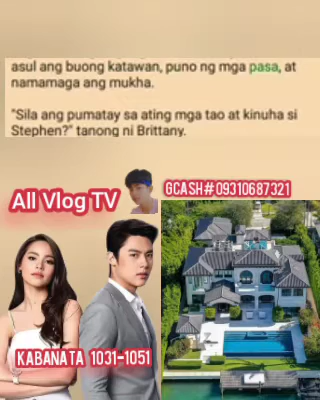 asul ang buong katawan, puno ng mga pasa, at
namamaga ang mukha.
"Sila ang pumatay sa ating mga tao at kinuha si
Stephen?" tanong ni Brittany.
All Vlog TV
GCASH#09310687321
KABANATA 1031-1051